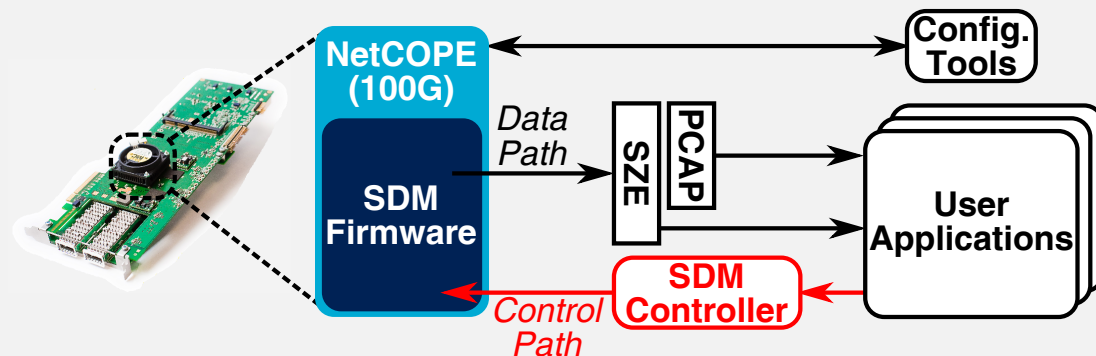 NetCOPE
(100G)
SDM
Firmware
Data
Path
SZE
PCAP
Config.
Tools
User
Applications
SDM
Controller
Control
Path